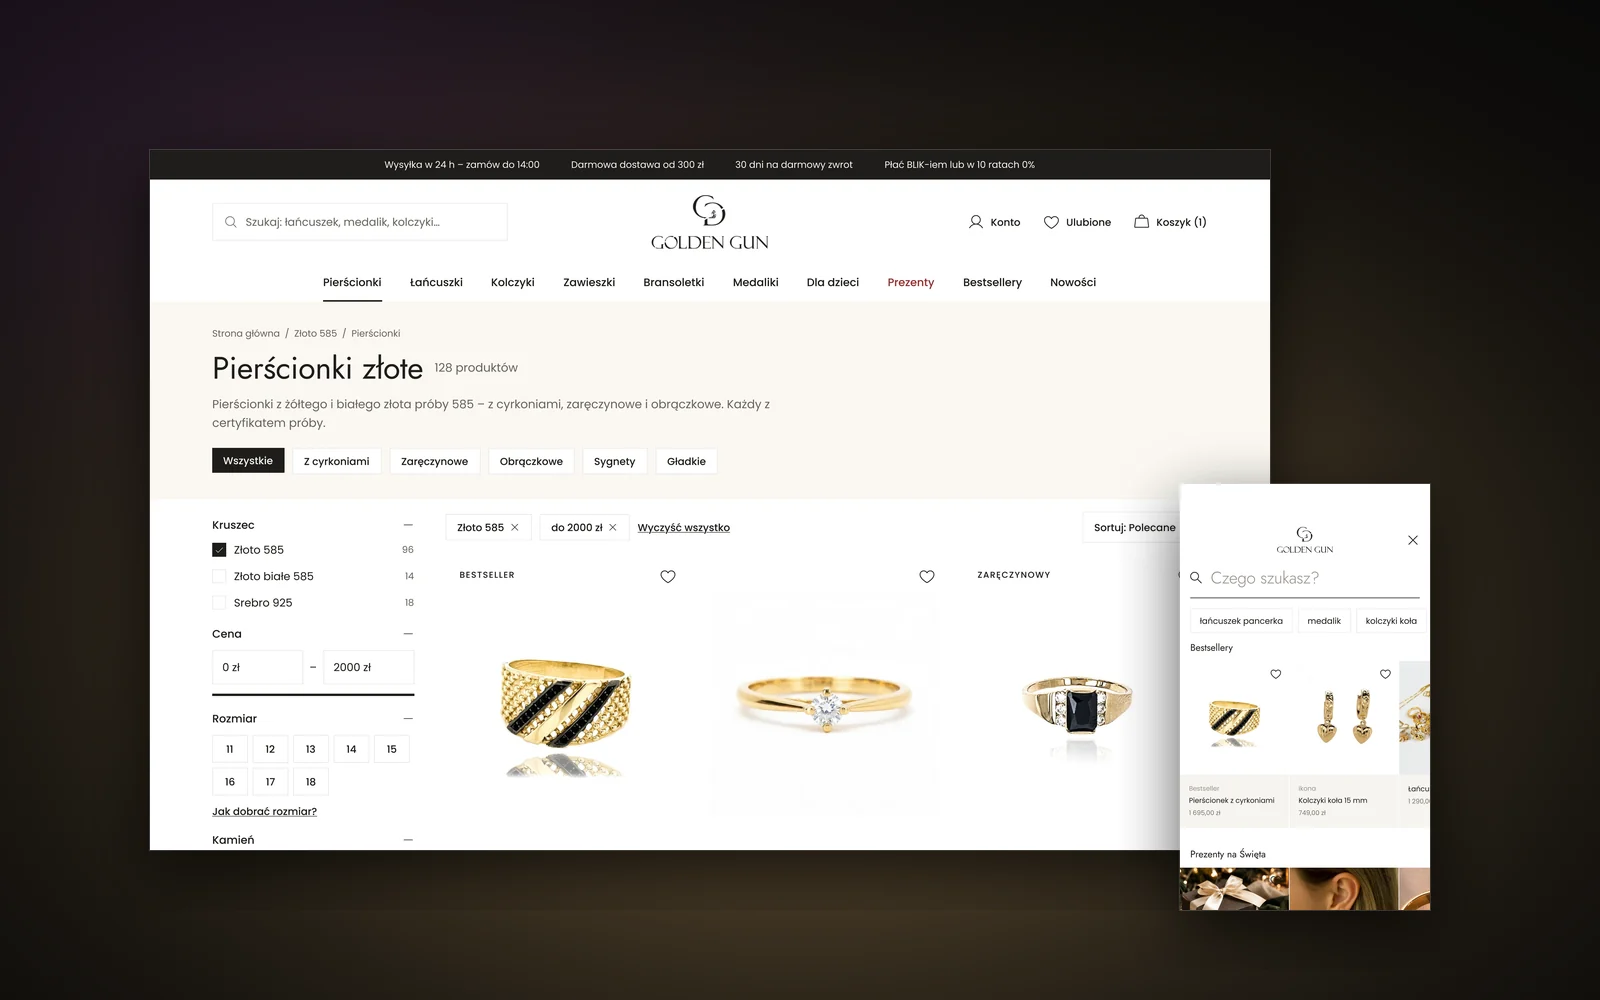 Wysyłka w 24 h – zamów do 14:00
Darmowa dostawa od 300 zł
30 dni na darmowy zwrot
Płać BLIK-iem lub w 10 ratach 0%
Szukaj: łańcuszek, medalik, kolczyki...
GOLDEN GUN
Konto
Ulubione
Koszyk (1)
Pierścionki
Łańcuszki
Kolczyki
Zawieszki
Bransoletki
Medaliki
Dla dzieci
Prezenty
Bestsellery
Nowości
Strona główna / Złoto 585 / Pierścionki
Pierścionki złote 128 produktów
Pierścionki z żółtego i białego złota próby 585 – z cyrkoniami, zaręczynowe i obrączkowe. Każdy z
certyfikatem próby.
Wszystkie
Z cyrkoniami
Zaręczynowe
Obrączkowe
Sygnety
Gładkie
Kruszec
Złoto 585 96
Złoto białe 585 14
Srebro 925 18
Cena
0 zł – 2000 zł
Rozmiar
11 12 13 14 15
16 17 18
Jak dobrać rozmiar?
Kamień
Złoto 585
do 2000 zł
Wyczyść wszystko
Sortuj: Polecane
BESTSELLER
ZARĘCZYNOWY
GOLDEN GUN
Czego szukasz?
łańcuszek pancerka
medalik
kolczyki koła
Bestsellery
Bestseller
Pierścionek z cyrkoniami
1 695,00 zł
Ikona
Kolczyki koła 15 mm
749,00 zł
Łańcu
1 290,0
Prezenty na Święta